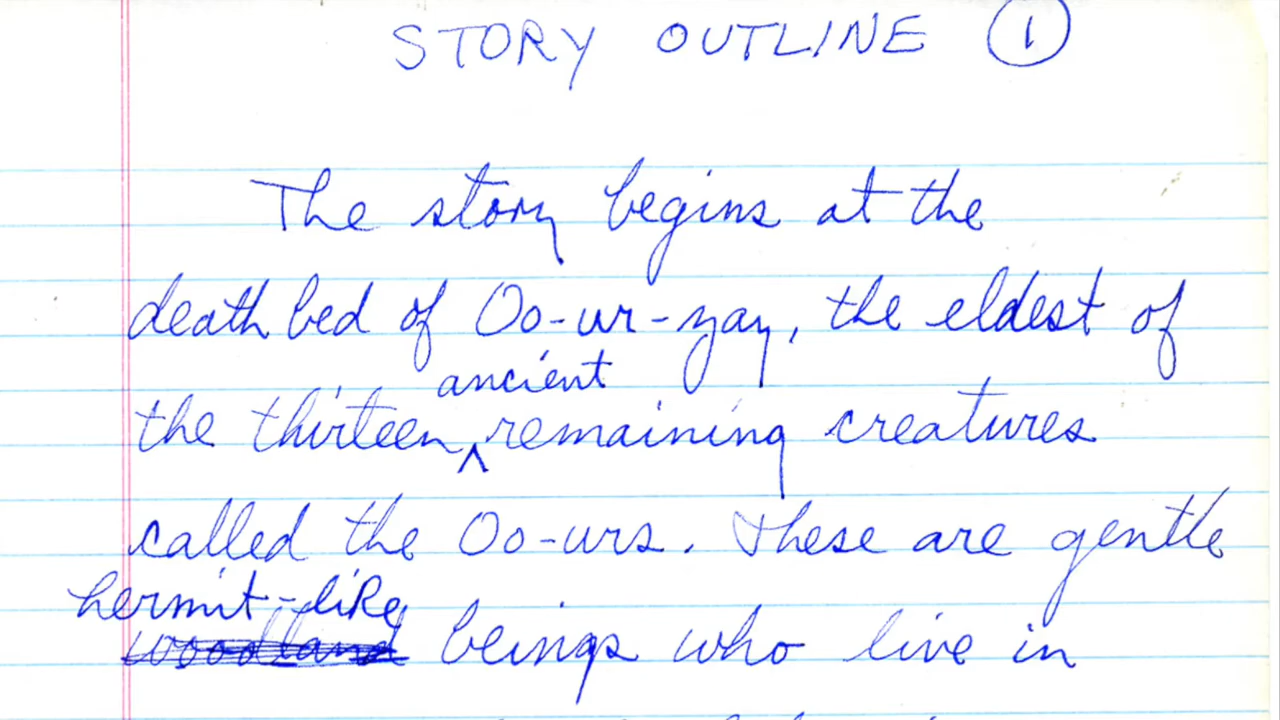 STORY OUTLINE 1
The story begins at the
death bed of Oo-ur-zay, the eldest of
ancient
the thirteen ^ remaining creatures
called the Oo-urs. These are gentle
hermit-like
woodland beings who live in